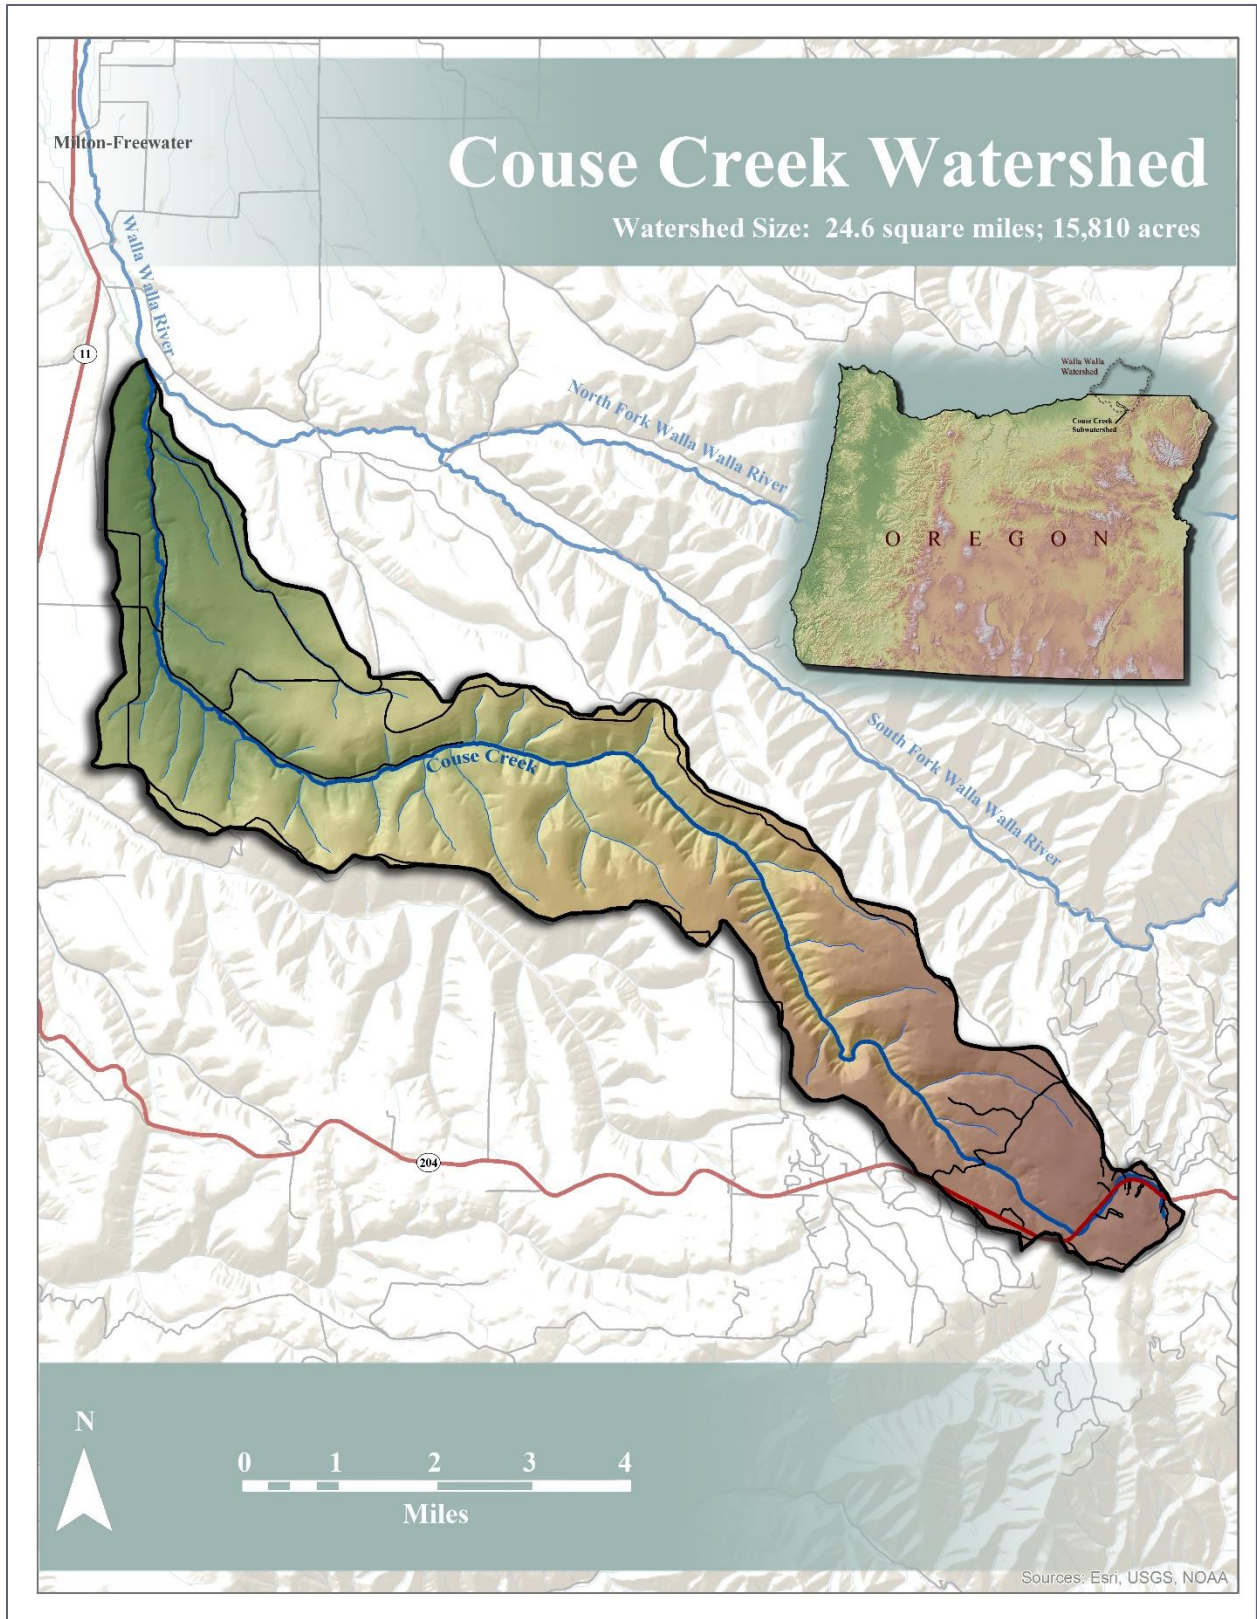 Milton-Freewater
Couse Creek Watershed
Watershed Size: 24.6 square miles; 15,810 acres
Walla Walla River
11
North Fork Walla Walla River
Walla Walla
Watershed
Couse Creek
Subwatershed
OREGON
South Fork Walla Walla River
Couse Creek
204
N
0 1 2 3 4
Miles
Sources: Esri, USGS, NOAA